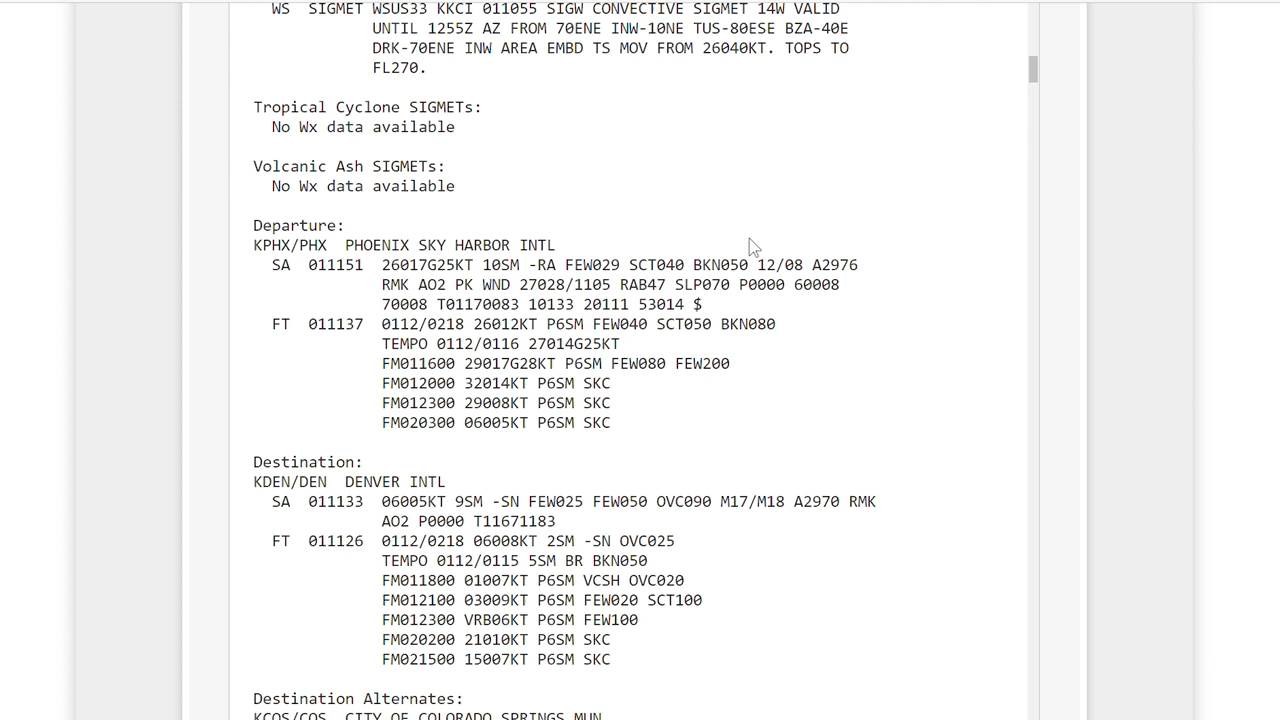 WS SIGMET WSUS33 KKCI 011055 SIGW CONVECTIVE SIGMET 14W VALID
UNTIL 1255Z AZ FROM 70ENE INW-10NE TUS-80ESE BZA-40E
DRK-70ENE INW AREA EMBD TS MOV FROM 26040KT. TOPS TO
FL270.
Tropical Cyclone SIGMETs:
No Wx data available
Volcanic Ash SIGMETs:
No Wx data available
Departure:
KPHX/PHX PHOENIX SKY HARBOR INTL
SA 011151 26017G25KT 10SM -RA FEW029 SCT040 BKN050 12/08 A2976
RMK AO2 PK WND 27028/1105 RAB47 SLP070 P0000 60008
70008 T01170083 10133 20111 53014 $
FT 011137 0112/0218 26012KT P6SM FEW040 SCT050 BKN080
TEMPO 0112/0116 27014G25KT
FM011600 29017G28KT P6SM FEW080 FEW200
FM012000 32014KT P6SM SKC
FM012300 29008KT P6SM SKC
FM020300 06005KT P6SM SKC
Destination:
KDEN/DEN DENVER INTL
SA 011133 06005KT 9SM -SN FEW025 FEW050 OVC090 M17/M18 A2970 RMK
AO2 P0000 T11671183
FT 011126 0112/0218 06008KT 2SM -SN OVC025
TEMPO 0112/0115 5SM BR BKN050
FM011800 01007KT P6SM VCSH OVC020
FM012100 03009KT P6SM FEW020 SCT100
FM012300 VRB06KT P6SM FEW100
FM020200 21010KT P6SM SKC
FM021500 15007KT P6SM SKC
Destination Alternates:
KCOS/COS CITY OF COLORADO SPRINGS MUN